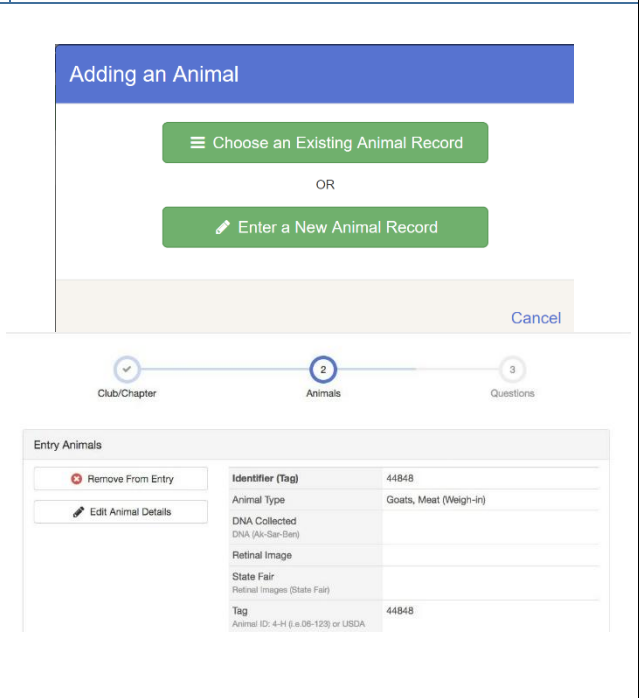 Adding an Animal
Choose an Existing Animal Record
OR
Enter a New Animal Record
Cancel
2
3
Club/Chapter
Animals
Questions
Entry Animals
Remove From Entry
Identifier (Tag)
44848
Edit Animal Details
Animal Type
Goats, Meat (Weigh-in)
DNA Collected
DNA (Ak-Sar-Ben)
Retinal Image
State Fair
Retinal Images (State Fair)
Tag
44848
Animal ID: 4-H (i.e.06-123) or USDA